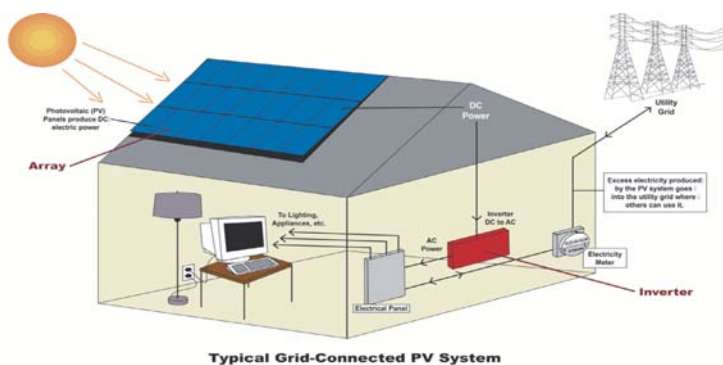 Photovoltaic (PV)
Panels produce DC
electric power
Array
DC
Power
Utility
Grid
Excess electricity produced
by the PV system goes
into the utility grid where
others can use it.
To Lighting,
Appliances, etc.
Inverter
DC to AC
AC
Power
Electricity
Meter
Inverter
Electrical Panel
Typical Grid-Connected PV System